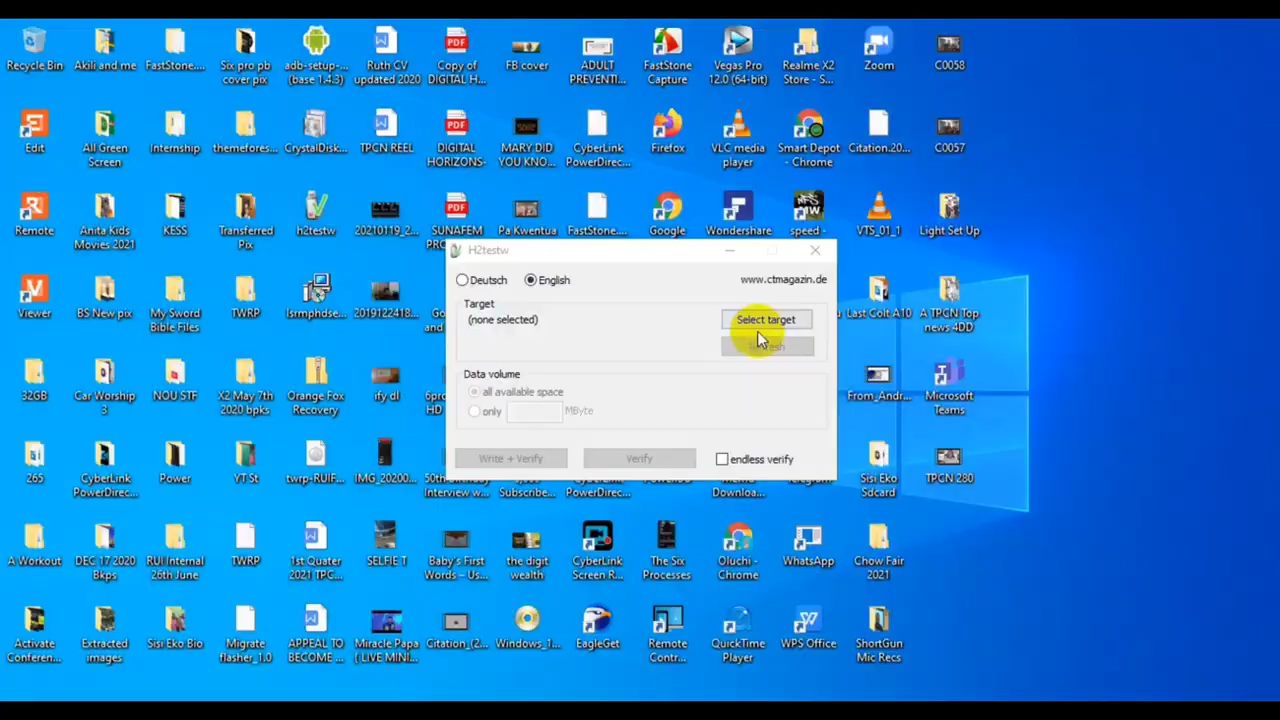 Recycle Bin
Akili and me
FastStone....
Six pro pb
cover pix
adb-setup-...
(base 1.4.3)
Ruth CV
updated 2020
Copy of
DIGITAL H...
FB cover
ADULT
PREVENTI...
FastStone
Capture
Vegas Pro
12.0 (64-bit)
Realme X2
Store - S...
Zoom
C0058
Edit
All Green
Screen
Internship
themefores...
CrystalDisk...
TPCN REEL
DIGITAL
HORIZONS-
MARY DID
YOU KNO...
CyberLink
PowerDirec...
Firefox
VLC media
player
Smart Depot
- Chrome
Citation.20...
C0057
Remote
Anita Kids
Movies 2021
KESS
Transferred
Pix
h2testw
20210119_2...
SUNAFEM
Pa Kwentua
FastStone...
Google
Wondershare
speed -
VTS_01_1
Light Set Up
H2testw
Deutsch
English
www.ctmagazin.de
Target
(none selected)
Select target
Data volume
all available space
only
MByte
Write + Verify
Verify
endless verify
Viewer
BS New pix
My Sword
Bible Files
TWRP
lsrmphdse...
2019122418...
Last Colt A10
A TPCN Top
news 4DD
32GB
Car Worship
3
NOU STF
X2 May 7th
2020 bpks
Orange Fox
Recovery
ify dl
6pro
HD
From_Andr...
Microsoft
Teams
265
CyberLink
PowerDirec...
Power
YT St
twrp-RUIF...
IMG_20200...
Interview w...
Subscribe...
PowerDirec...
Downloa...
Sisi Eko
Sdcard
TPCN 280
A Workout
DEC 17 2020
Bkps
RUI Internal
26th June
TWRP
1st Quater
2021 TPC...
SELFIE T
Baby's First
Words – Us...
the digit
wealth
CyberLink
Screen R...
The Six
Processes
Oluchi -
Chrome
WhatsApp
Chow Fair
2021
Activate
Conferen...
Extracted
images
Sisi Eko Bio
Migrate
flasher_1.0
APPEAL TO
BECOME ...
Miracle Papa
( LIVE MINI...
Citation_(2...
Windows_1...
EagleGet
Remote
Contr...
QuickTime
Player
WPS Office
ShortGun
Mic Recs